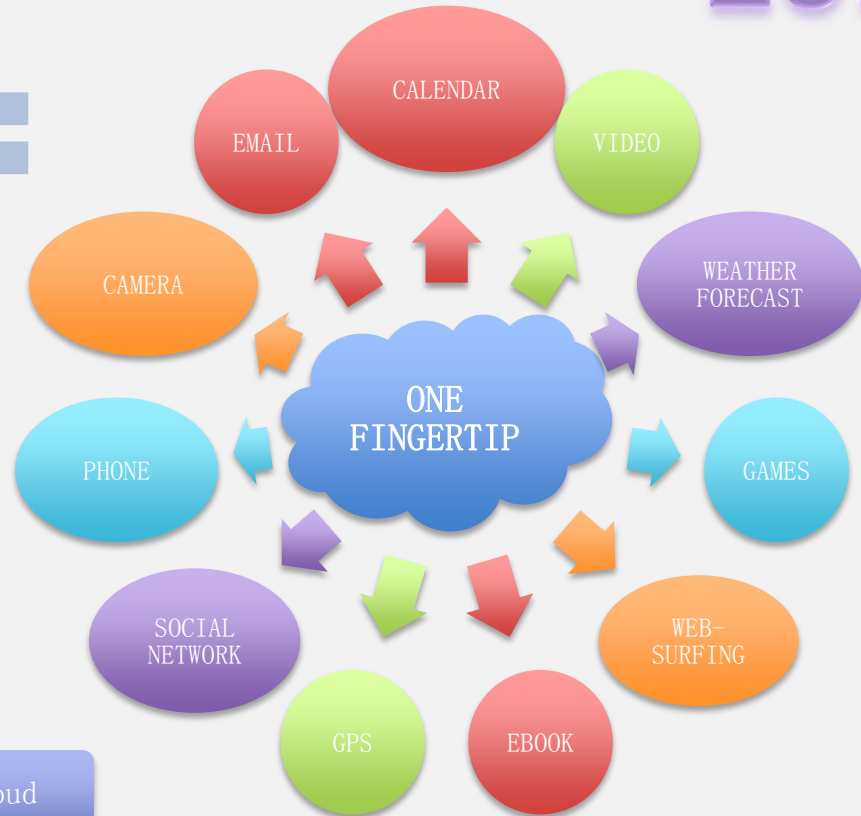 CALENDAR
EMAIL
VIDEO
CAMERA
WEATHER
FORECAST
ONE
FINGERTIP
PHONE
GAMES
SOCIAL
NETWORK
WEB-
SURFING
GPS
EBOOK